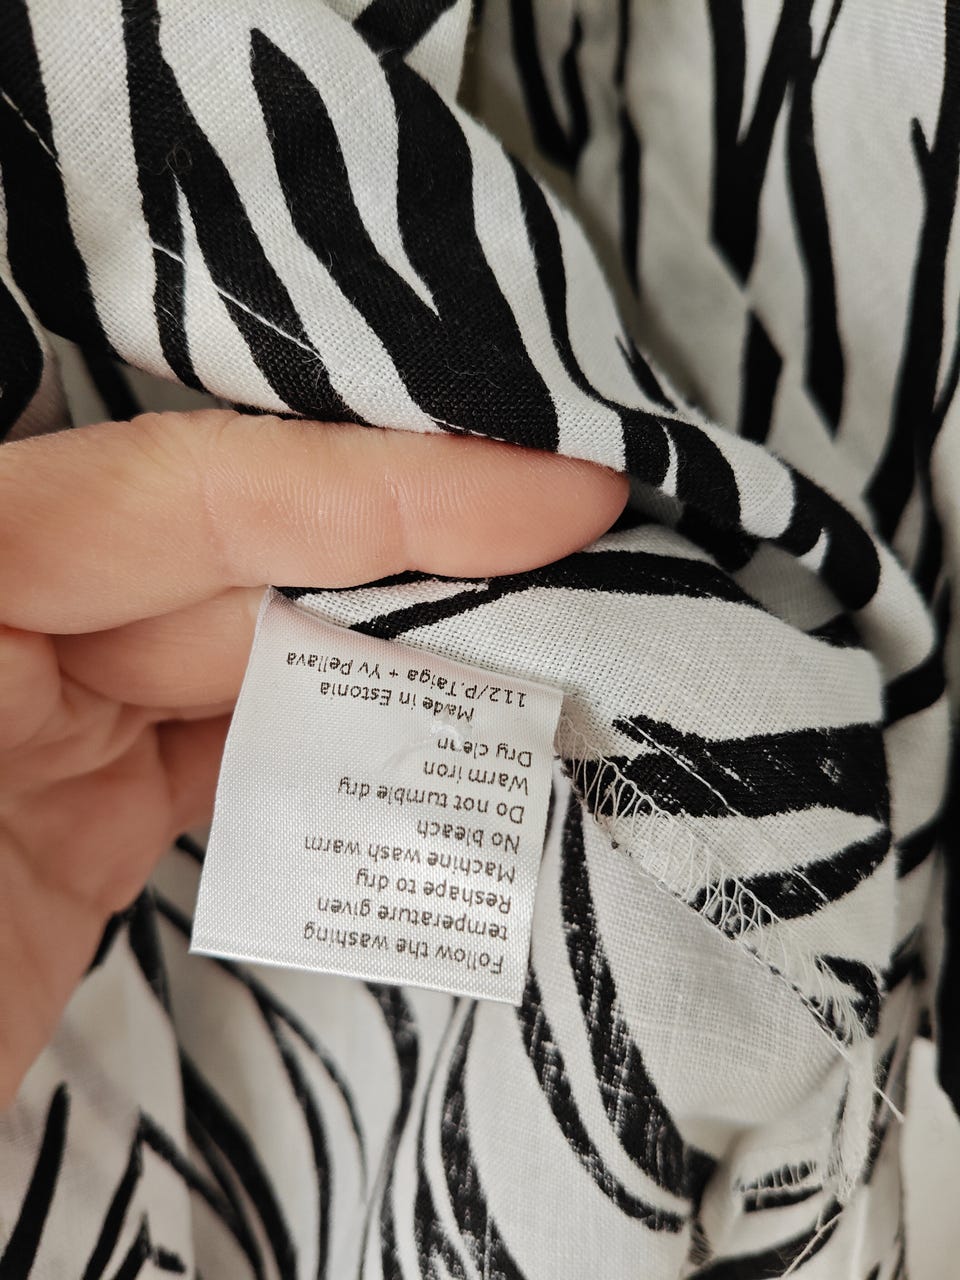 Follow the washing
temperature given
Reshape to dry
Machine wash warm
No bleach
Do not tumble dry
Warm iron
Dry clean
Made in Estonia
112/P.Taiga + Yv Pellava